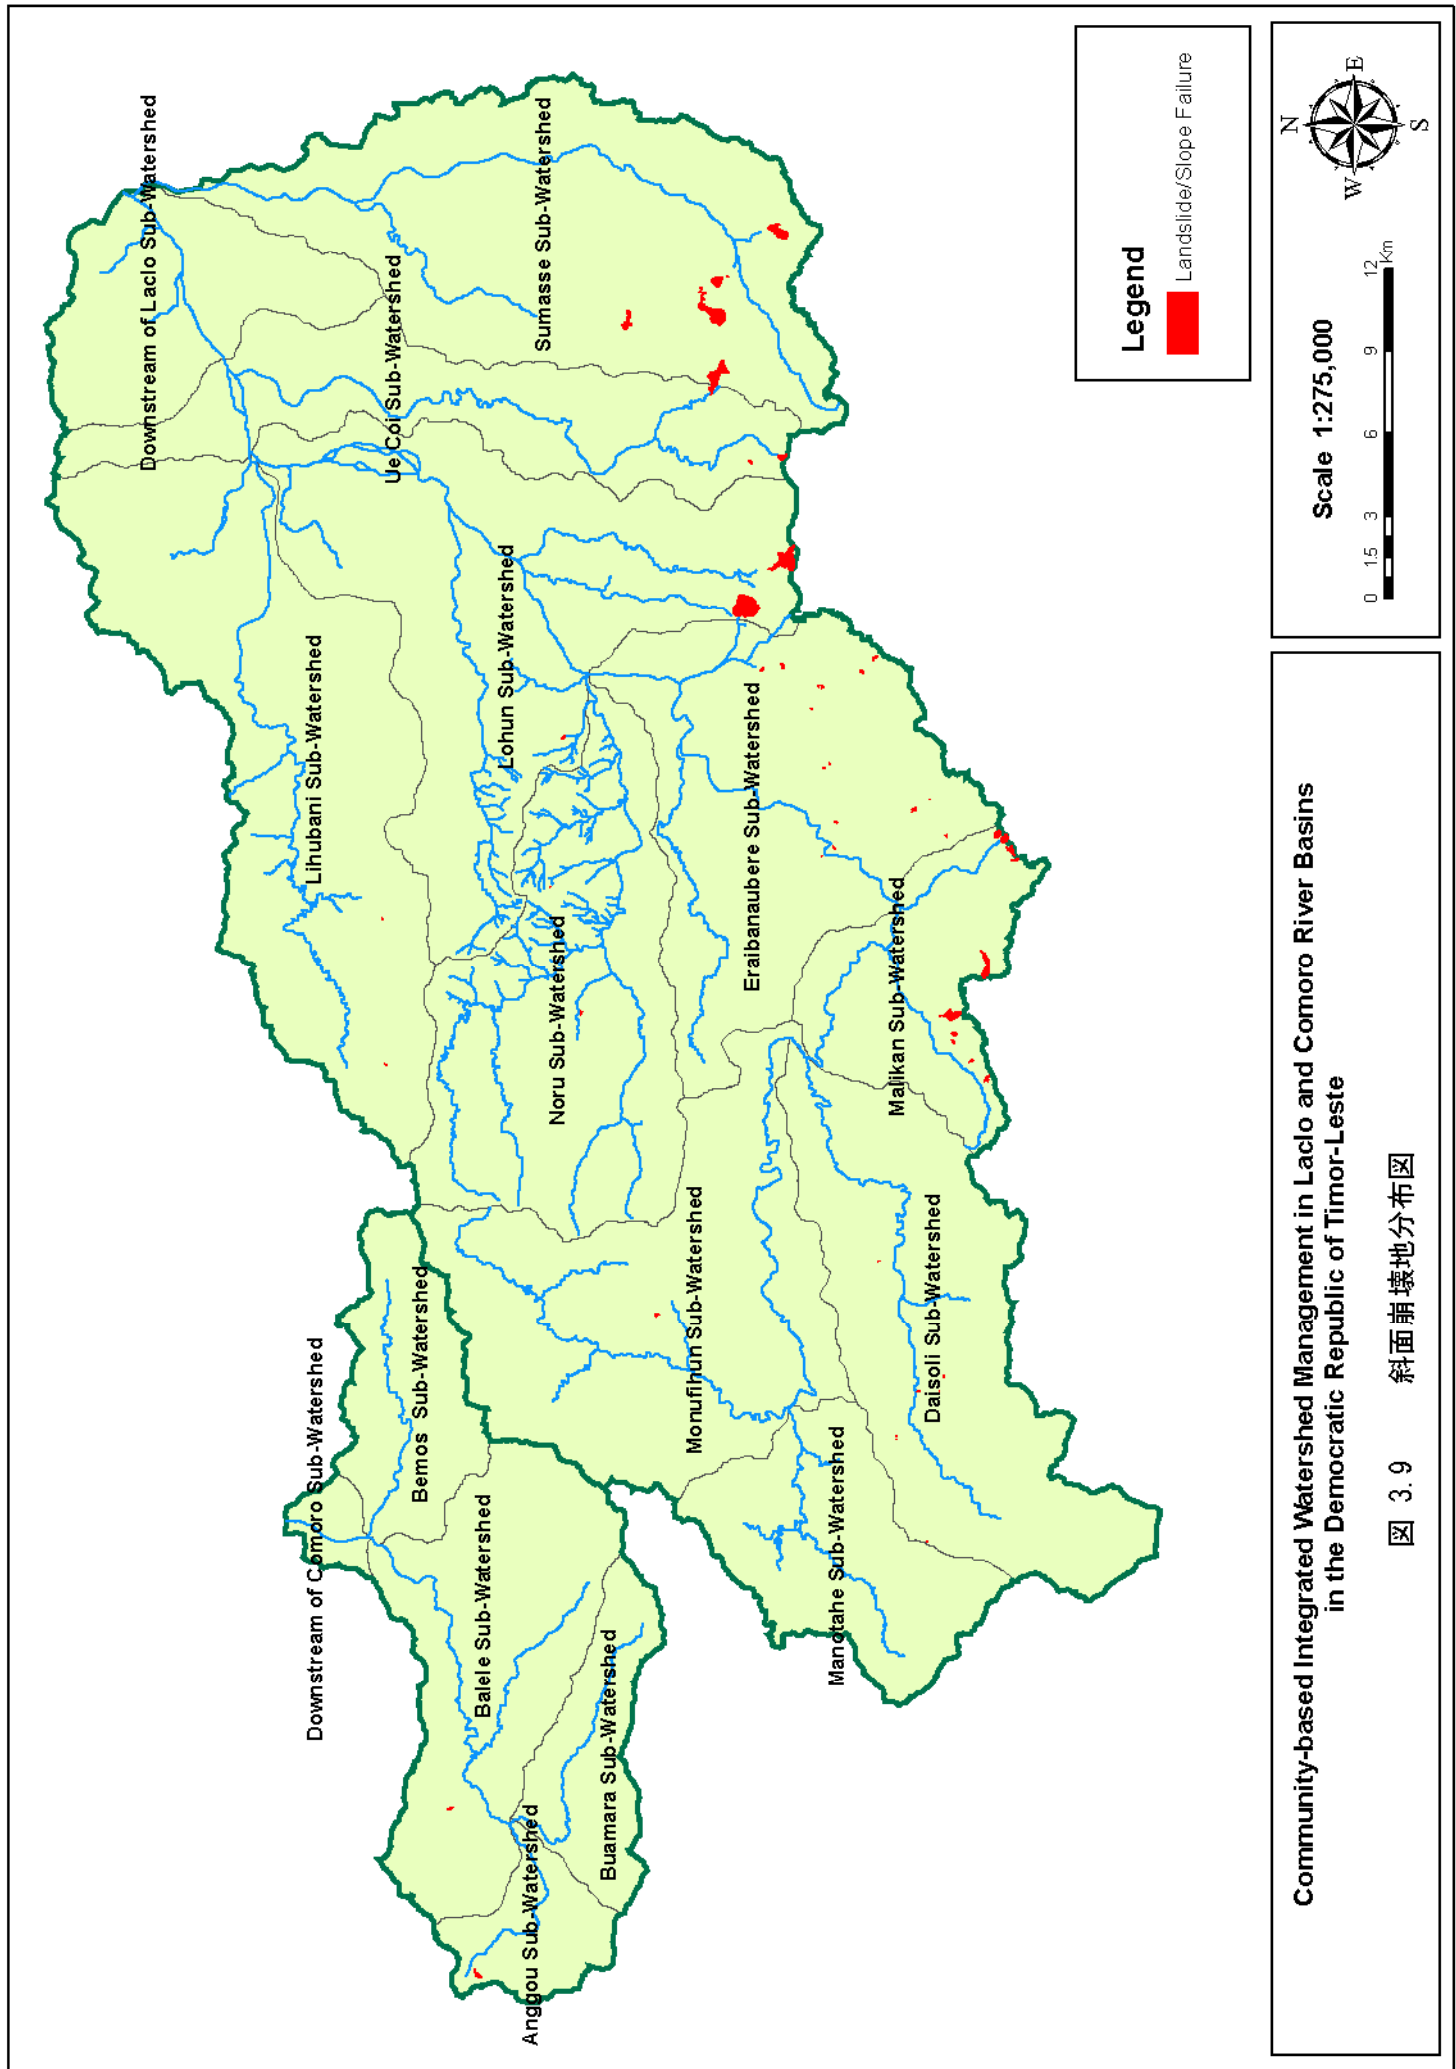 Downstream of Laclo Sub-Watershed
Sumasse Sub-Watershed
Ue Coi Sub-Watershed
Lohun Sub-Watershed
Lihubani Sub-Watershed
Eraibanaubere Sub-Watershed
Noru Sub-Watershed
Malikan Sub-Watershed
Monufihun Sub-Watershed
Daisoli Sub-Watershed
Bemos Sub-Watershed
Downstream of Comoro Sub-Watershed
Manotahe Sub-Watershed
Balele Sub-Watershed
Buamara Sub-Watershed
Anggou Sub-Watershed
Legend
Landslide/Slope Failure
N
W E
S
Scale 1:275,000
0 1.5 3 6 9 12
Km
Community-based Integrated Watershed Management in Laclo and Comoro River Basins
in the Democratic Republic of Timor-Leste
図 3.9 斜面崩壊地分布図